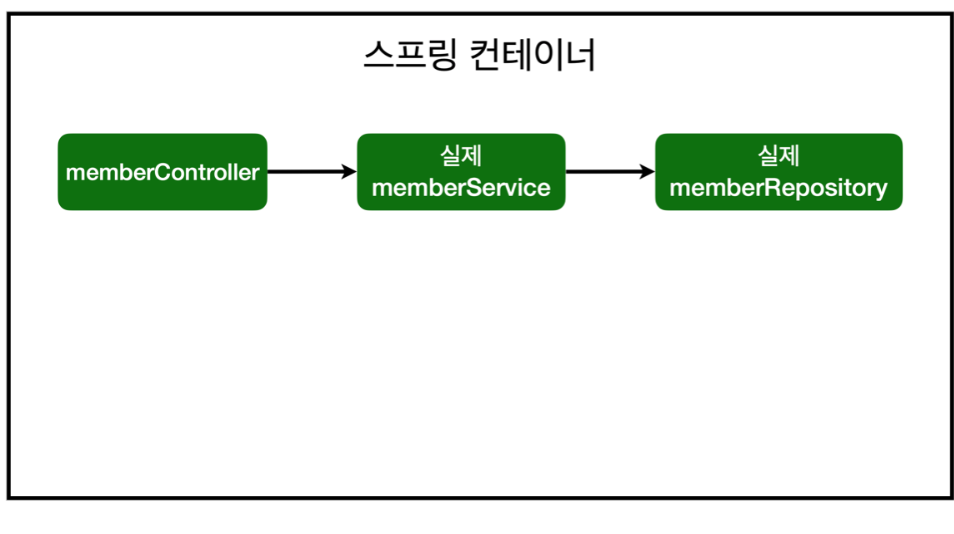 스프링 컨테이너
memberController
실제
memberService
실제
memberRepository